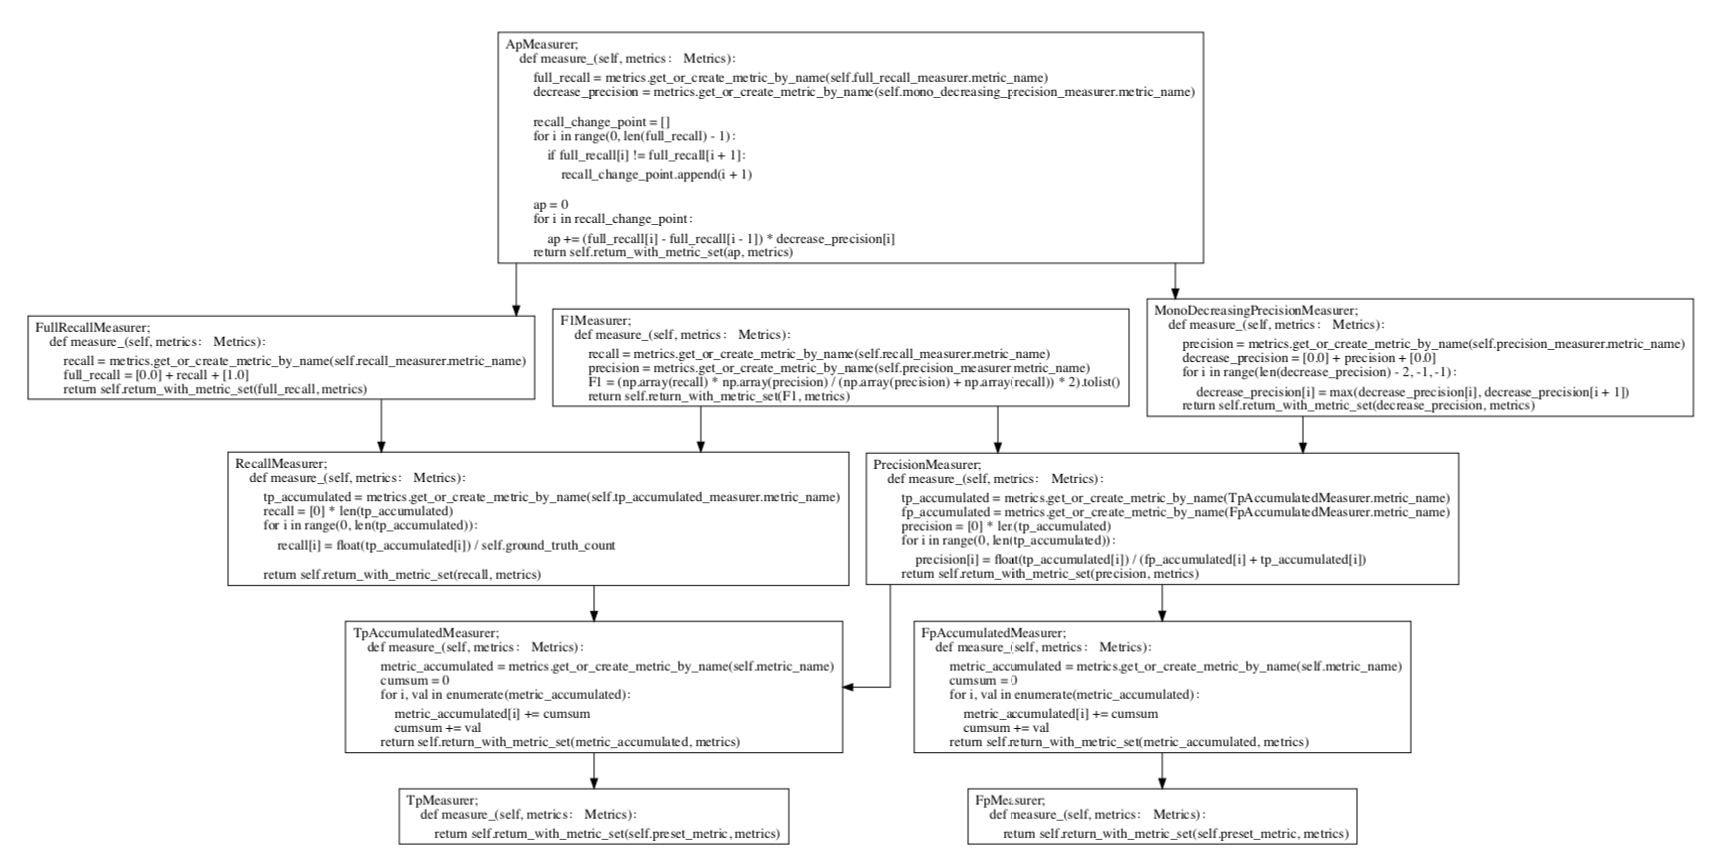 ApMeasurer;
def measure_(self, metrics: Metrics):
full_recall = metrics.get_or_create_metric_by_name(self.full_recall_measurer.metric_name)
decrease_precision = metrics.get_or_create_metric_by_name(self.mono_decreasing_precision_measurer.metric_name)
recall_change_point = []
for i in range(0, len(full_recall) - 1):
if full_recall[i] != full_recall[i + 1]:
recall_change_point.append(i + 1)
ap = 0
for i in recall_change_point:
ap += (full_recall[i] - full_recall[i - 1]) * decrease_precision[i]
return self.return_with_metric_set(ap, metrics)
FullRecallMeasurer;
def measure_(self, metrics: Metrics):
recall = metrics.get_or_create_metric_by_name(self.recall_measurer.metric_name)
full_recall = [0.0] + recall + [1.0]
return self.return_with_metric_set(full_recall, metrics)
F1Measurer;
def measure_(self, metrics: Metrics):
recall = metrics.get_or_create_metric_by_name(self.recall_measurer.metric_name)
precision = metrics.get_or_create_metric_by_name(self.precision_measurer.metric_name)
F1 = (np.array(recall) * np.array(precision) / (np.array(precision) + np.array(recall)) * 2).tolist()
return self.return_with_metric_set(F1, metrics)
MonoDecreasingPrecisionMeasurer;
def measure_(self, metrics: Metrics):
precision = metrics.get_or_create_metric_by_name(self.precision_measurer.metric_name)
decrease_precision = [0.0] + precision + [0.0]
for i in range(len(decrease_precision) - 2, -1, -1):
decrease_precision[i] = max(decrease_precision[i], decrease_precision[i + 1])
return self.return_with_metric_set(decrease_precision, metrics)
RecallMeasurer;
def measure_(self, metrics: Metrics):
tp_accumulated = metrics.get_or_create_metric_by_name(self.tp_accumulated_measurer.metric_name)
recall = [0] * len(tp_accumulated)
for i in range(0, len(tp_accumulated)):
recall[i] = float(tp_accumulated[i]) / self.ground_truth_count
return self.return_with_metric_set(recall, metrics)
PrecisionMeasurer;
def measure_(self, metrics: Metrics):
tp_accumulated = metrics.get_or_create_metric_by_name(TpAccumulatedMeasurer.metric_name)
fp_accumulated = metrics.get_or_create_metric_by_name(FpAccumulatedMeasurer.metric_name)
precision = [0] * len(tp_accumulated)
for i in range(0, len(tp_accumulated)):
precision[i] = float(tp_accumulated[i]) / (fp_accumulated[i] + tp_accumulated[i])
return self.return_with_metric_set(precision, metrics)
TpAccumulatedMeasurer;
def measure_(self, metrics: Metrics):
metric_accumulated = metrics.get_or_create_metric_by_name(self.metric_name)
cumsum = 0
for i, val in enumerate(metric_accumulated):
metric_accumulated[i] += cumsum
cumsum += val
return self.return_with_metric_set(metric_accumulated, metrics)
FpAccumulatedMeasurer;
def measure_(self, metrics: Metrics):
metric_accumulated = metrics.get_or_create_metric_by_name(self.metric_name)
cumsum = 0
for i, val in enumerate(metric_accumulated):
metric_accumulated[i] += cumsum
cumsum += val
return self.return_with_metric_set(metric_accumulated, metrics)
TpMeasurer;
def measure_(self, metrics: Metrics):
return self.return_with_metric_set(self.preset_metric, metrics)
FpMeasurer;
def measure_(self, metrics: Metrics):
return self.return_with_metric_set(self.preset_metric, metrics)